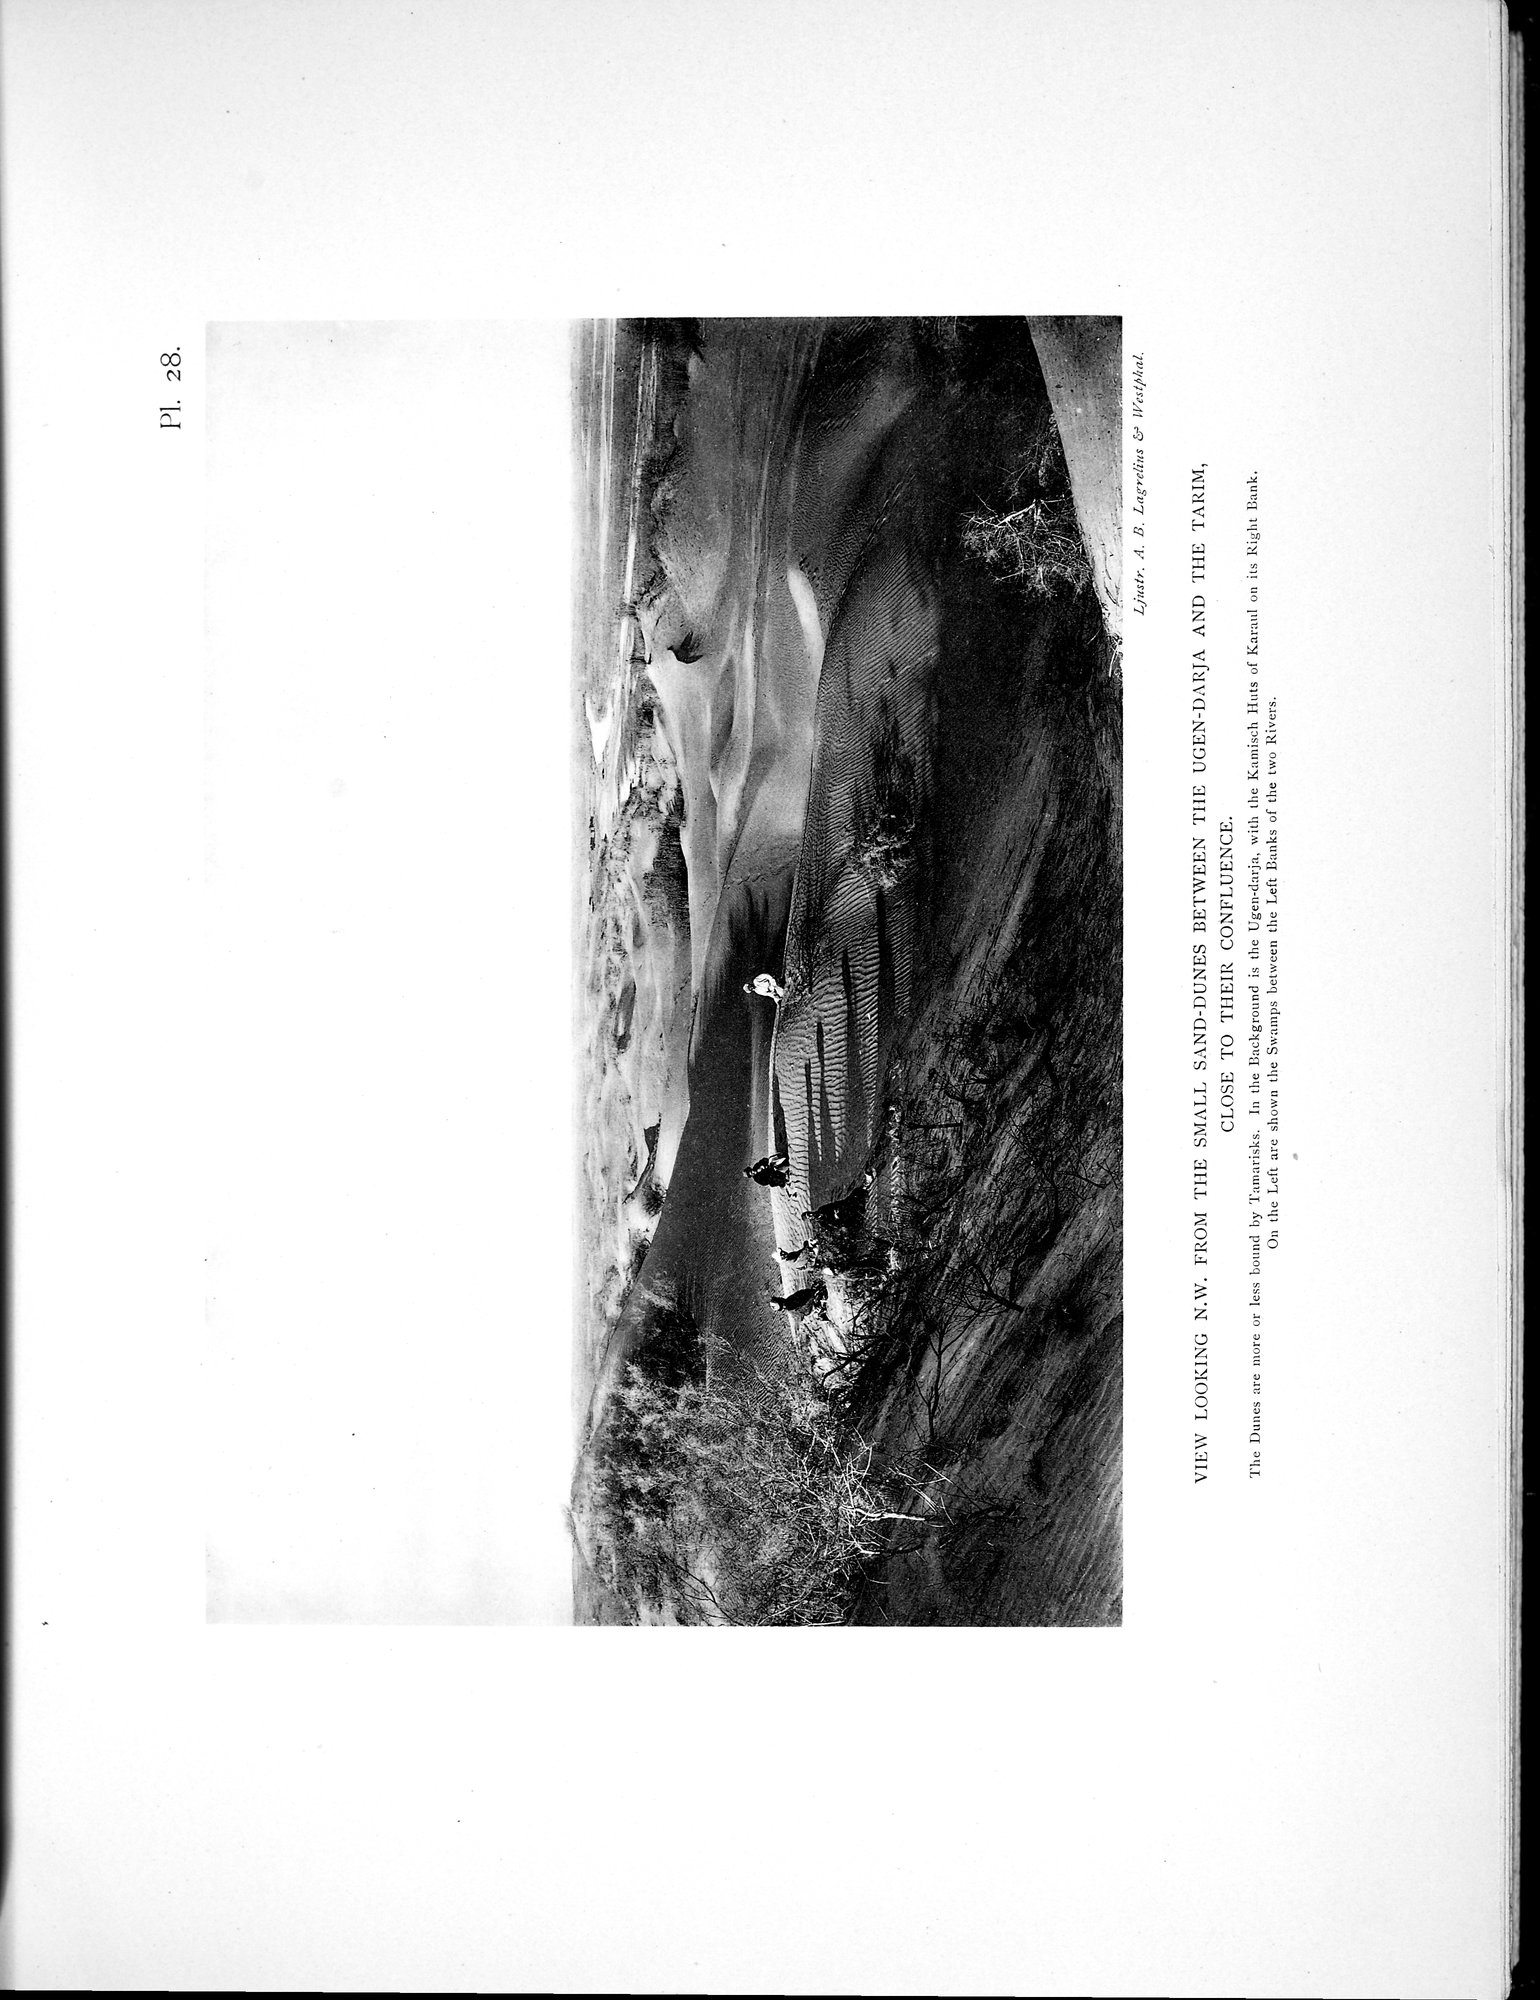 Pl. 28.
Ljustr. A. B. Lagrelius & Westphal.
VIEW LOOKING N.W. FROM THE SMALL SAND-DUNES BETWEEN THE UGEN-DARJA AND THE TARIM,
CLOSE TO THEIR CONFLUENCE.
The Dunes are more or less bound by Tamarisks. In the Background is the Ugen-darja, with the Kamisch Huts of Karaul on its Right Bank.
On the Left are shown the Swamps between the Left Banks of the two Rivers.